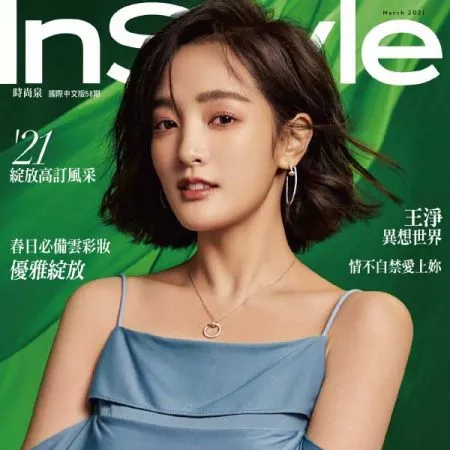 March 2021
InStyle
時尚泉 國際中文版58期
'21
綻放高訂風采
春日必備雲彩妝
優雅綻放
王淨
異想世界
情不自禁愛上妳